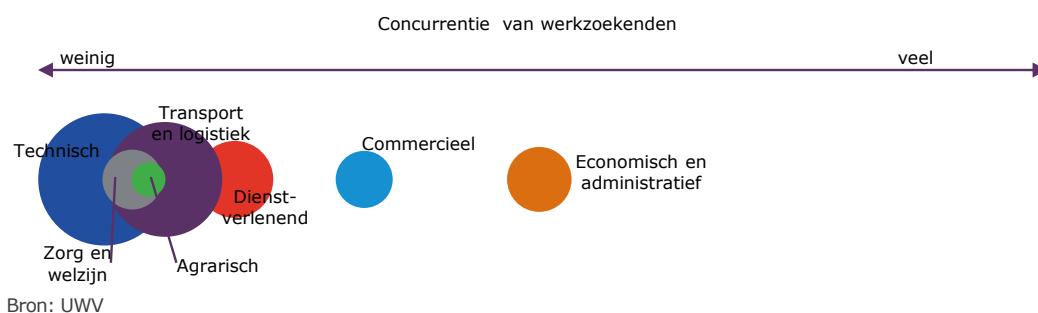 Concurrentie van werkzoekenden
weinig
veel
Transport
en logistiek
Technisch
Commercieel
Economisch en
administratief
Dienst-
verlenend
Zorg en
welzijn
Agrarisch
Bron: UWV